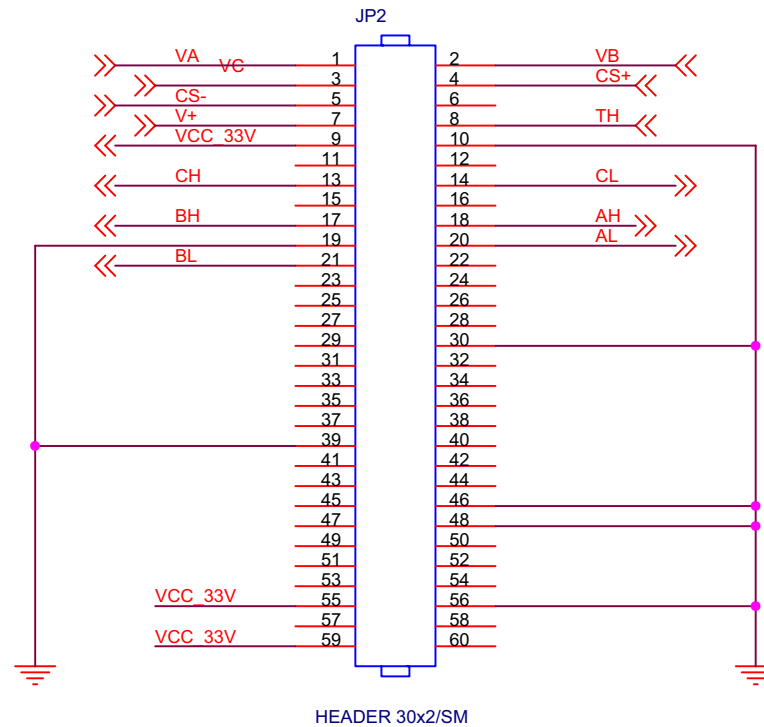 JP2
VA 1 2 VB
VC 3 4 CS+
CS- 5 6
V+ 7 8 TH
VCC_33V 9 10
11 12
CH 13 14 CL
15 16
BH 17 18 AH
19 20 AL
BL 21 22
23 24
25 26
27 28
29 30
31 32
33 34
35 36
37 38
39 40
41 42
43 44
45 46
47 48
49 50
51 52
53 54
VCC_33V 55 56
57 58
VCC_33V 59 60
HEADER 30x2/SM